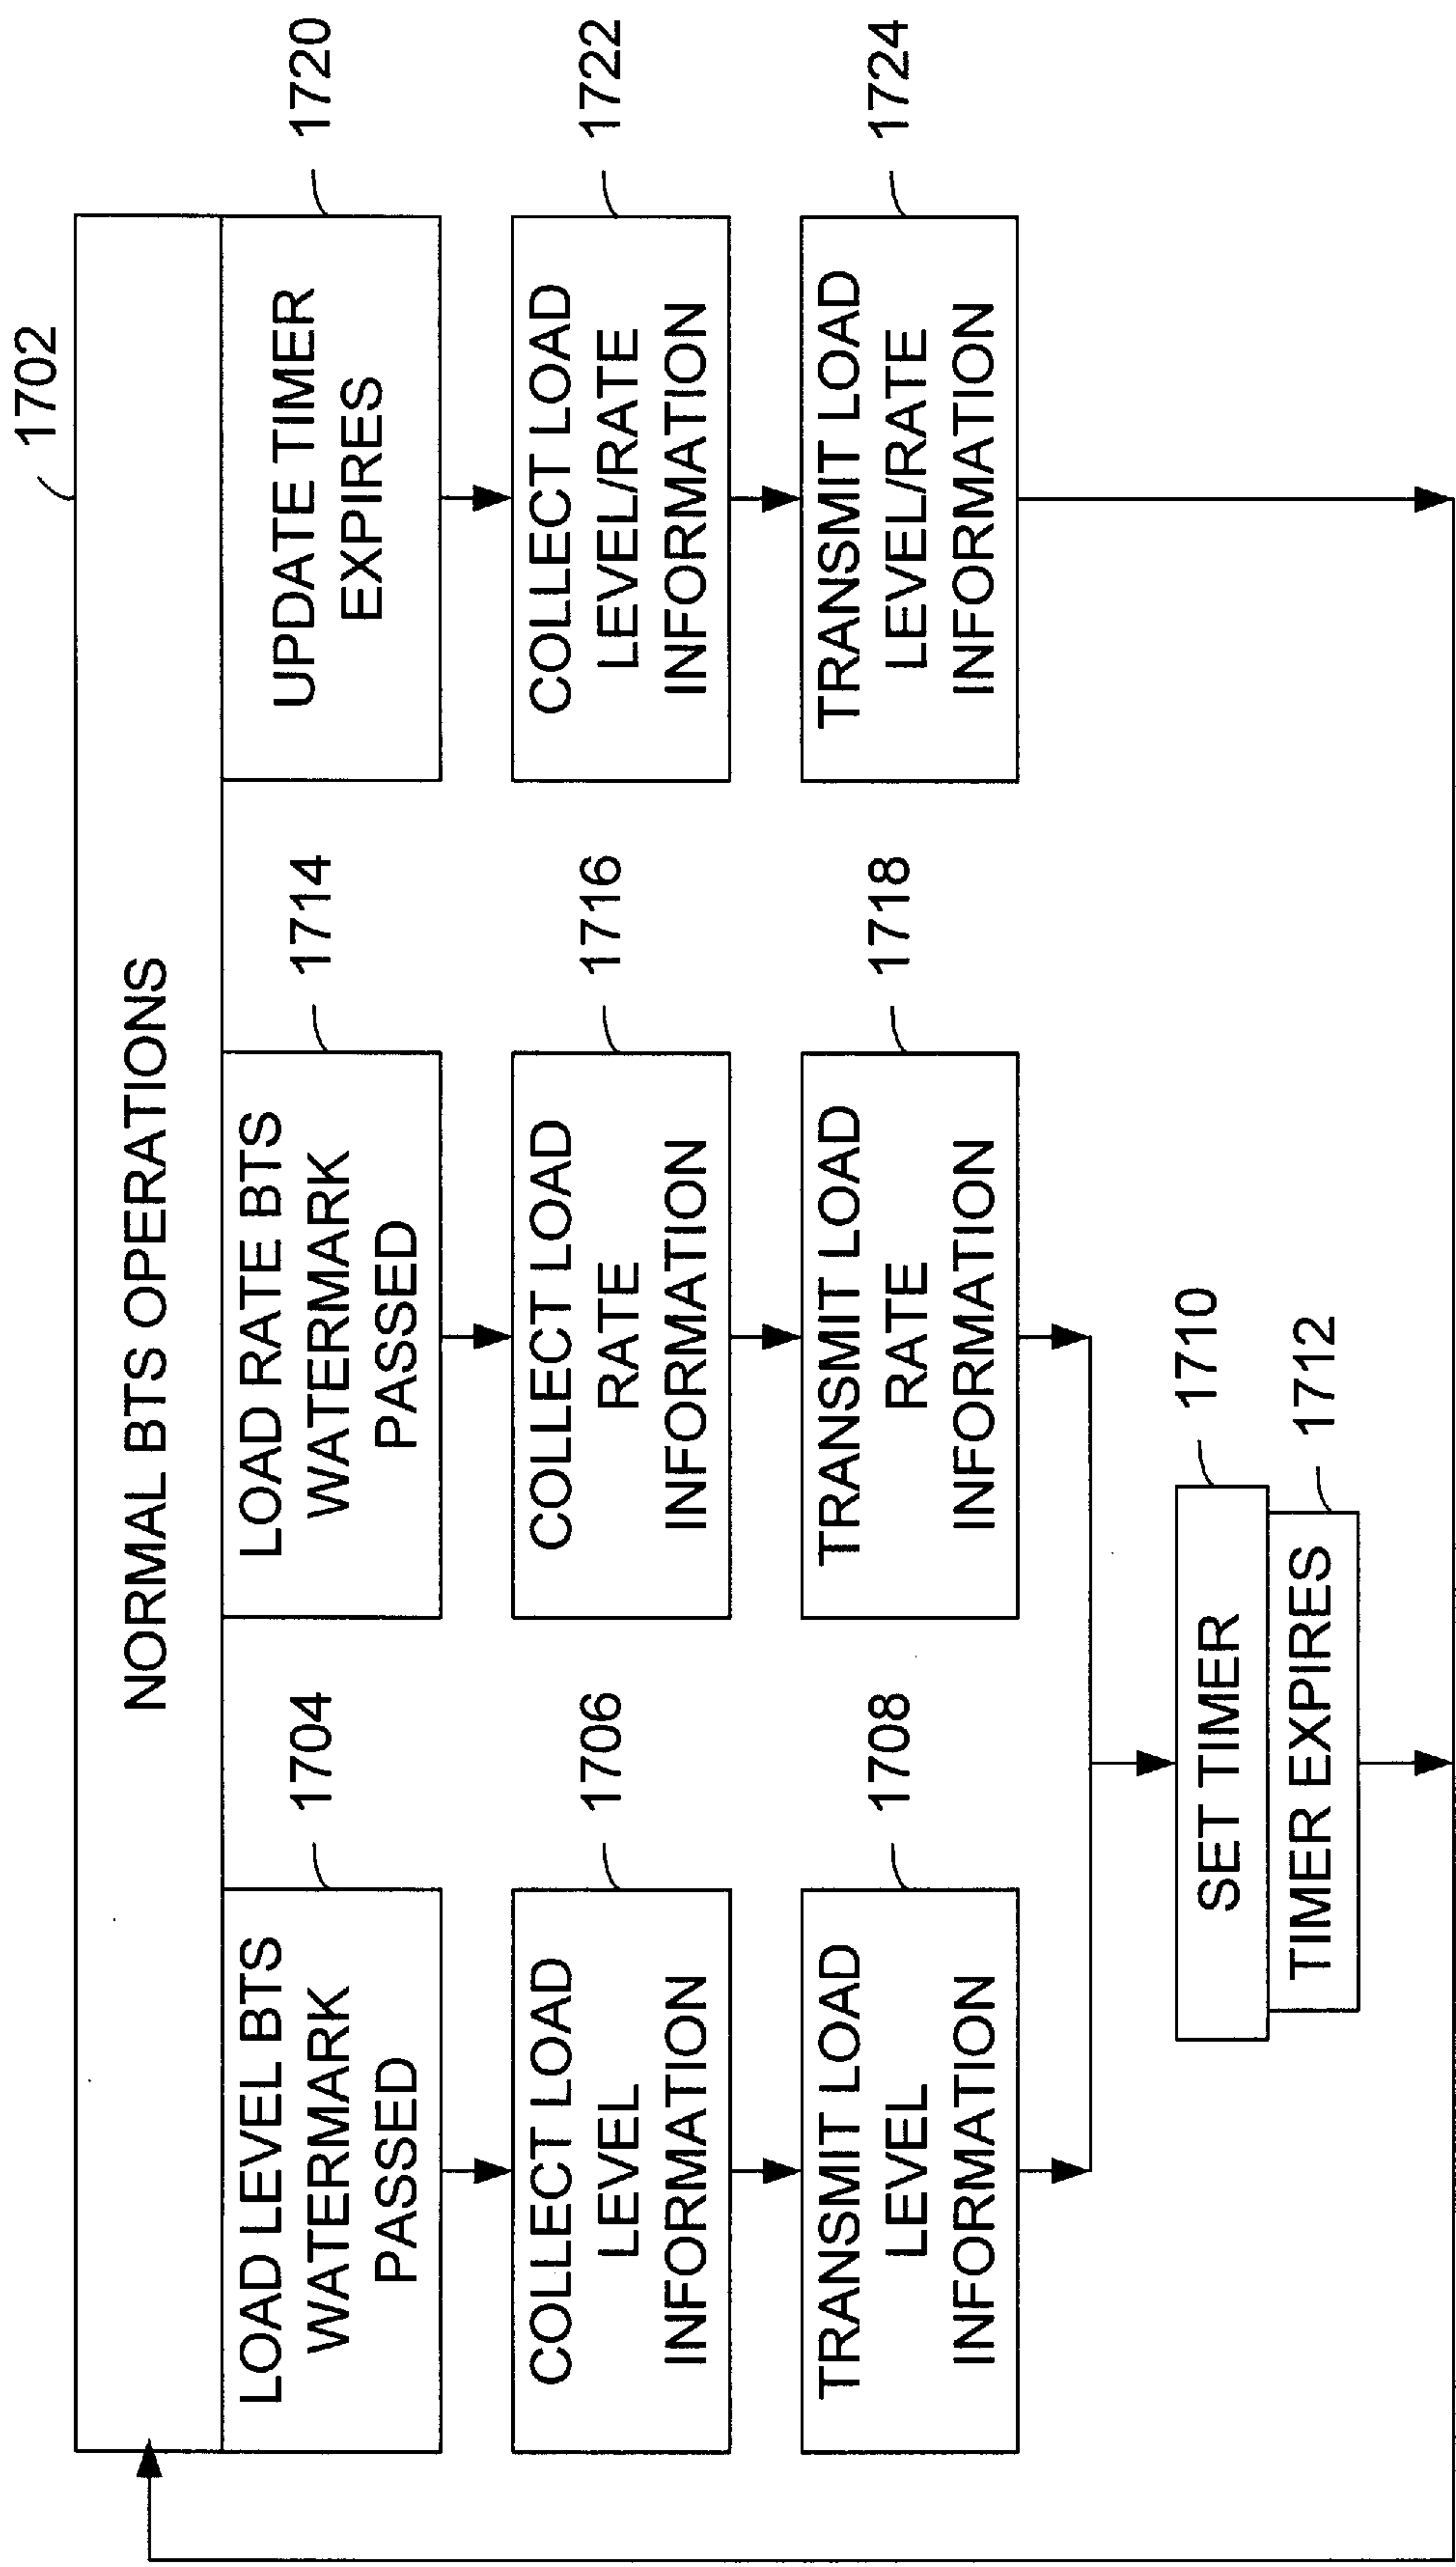 1702
NORMAL BTS OPERATIONS
LOAD LEVEL BTS
WATERMARK
PASSED
1704
COLLECT LOAD
LEVEL
INFORMATION
1706
TRANSMIT LOAD
LEVEL
INFORMATION
1708
LOAD RATE BTS
WATERMARK
PASSED
1714
COLLECT LOAD
RATE
INFORMATION
1716
TRANSMIT LOAD
RATE
INFORMATION
1718
UPDATE TIMER
EXPIRES
1720
COLLECT LOAD
LEVEL/RATE
INFORMATION
1722
TRANSMIT LOAD
LEVEL/RATE
INFORMATION
1724
SET TIMER
1710
TIMER EXPIRES
1712